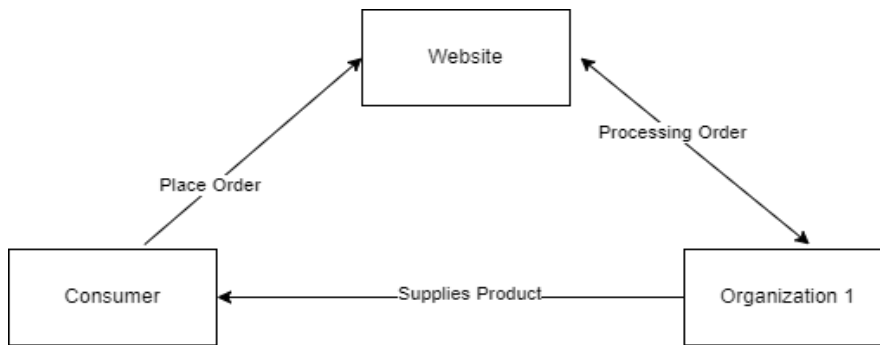 Website
Processing Order
Place Order
Consumer
Supplies Product
Organization 1